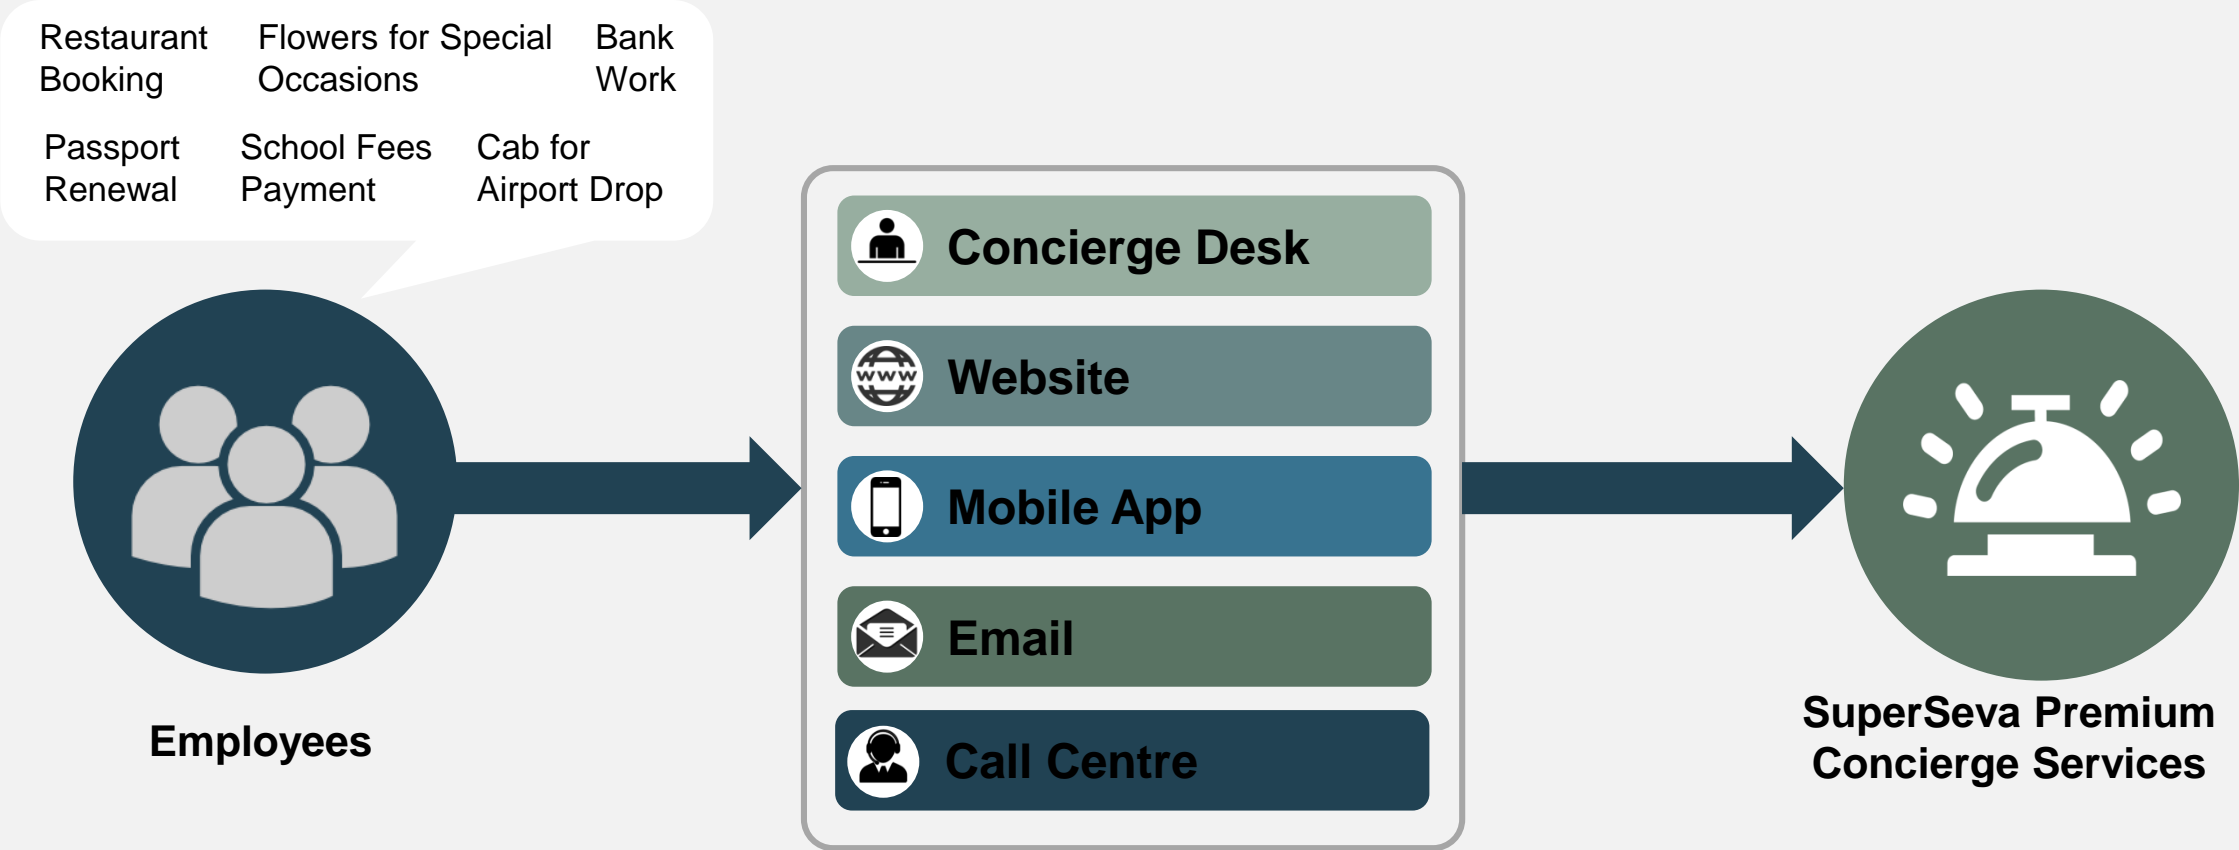 Restaurant Flowers for Special Bank
Booking Occasions Work
Passport School Fees Cab for
Renewal Payment Airport Drop
Concierge Desk
www
Website
Mobile App
Email
Call Centre
Employees
SuperSeva Premium
Concierge Services